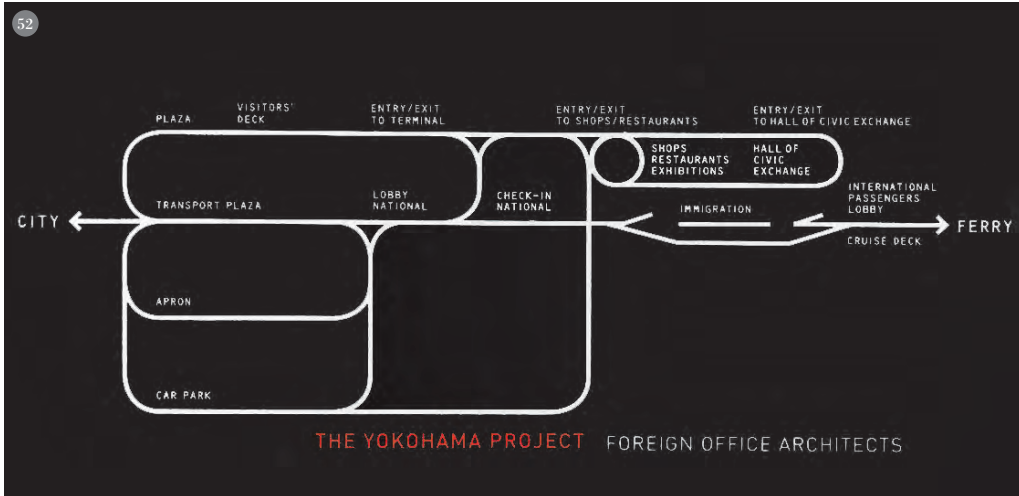 52
PLAZA
VISITORS'
DECK
ENTRY/EXIT
TO TERMINAL
ENTRY/EXIT
TO SHOPS/RESTAURANTS
ENTRY/EXIT
TO HALL OF CIVIC EXCHANGE
SHOPS
RESTAURANTS
EXHIBITIONS
HALL OF
CIVIC
EXCHANGE
CITY
TRANSPORT PLAZA
LOBBY
NATIONAL
CHECK-IN
NATIONAL
IMMIGRATION
INTERNATIONAL
PASSENGERS
LOBBY
CRUISE DECK
FERRY
APRON
CAR PARK
THE YOKOHAMA PROJECT FOREIGN OFFICE ARCHITECTS